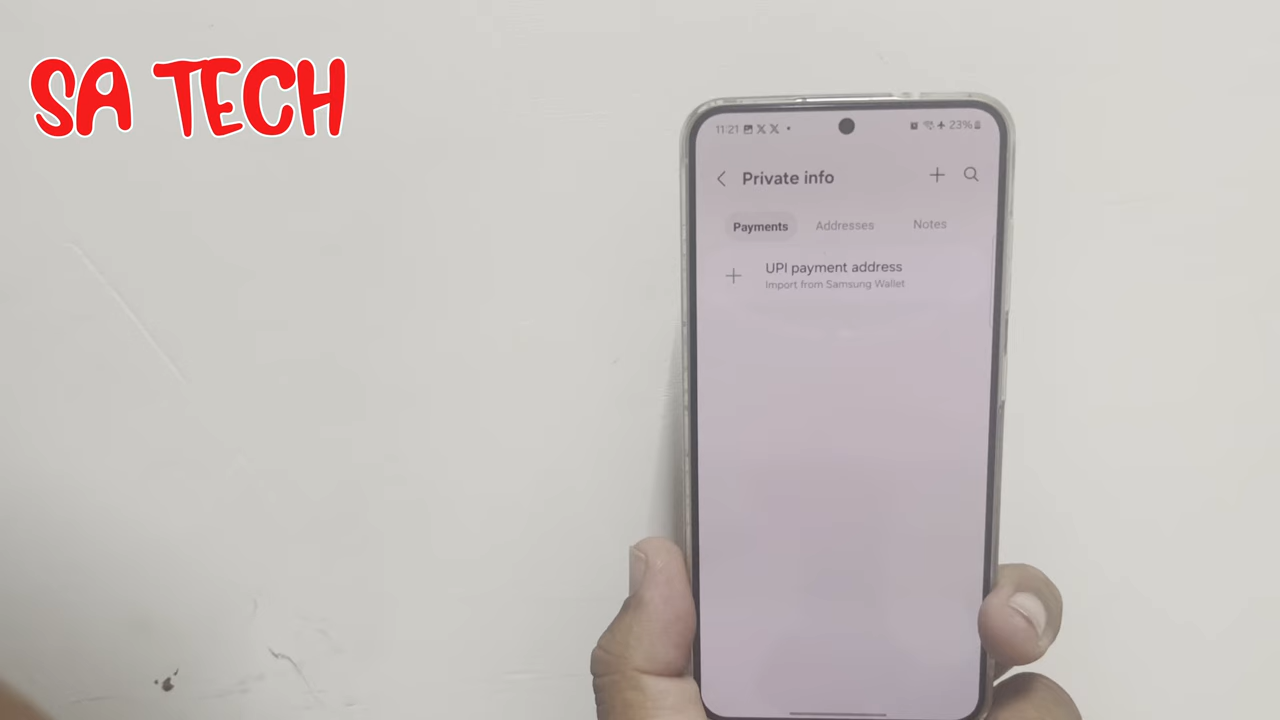 SA TECH
11:21
23%
Private info
Payments Addresses Notes
UPI payment address
Import from Samsung Wallet